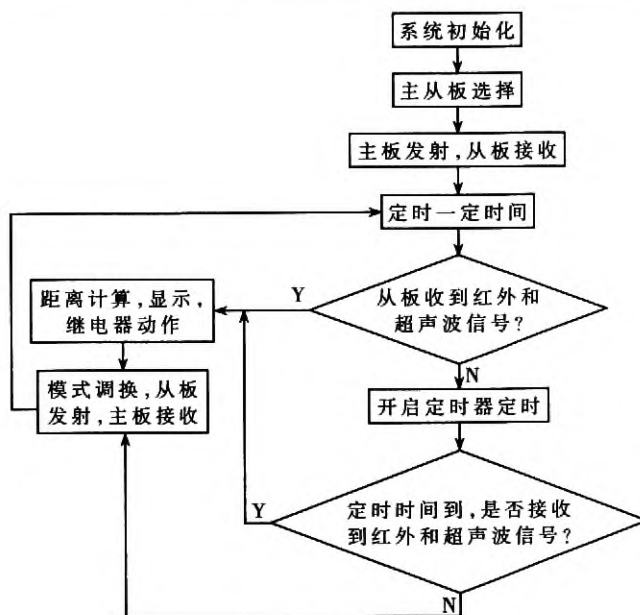 系统初始化
主从板选择
主板发射,从板接收
定时一定时间
从板收到红外和
超声波信号?
Y
距离计算,显示,
继电器动作
N
模式调换,从板
发射,主板接收
开启定时器定时
定时时间到,是否接收
到红外和超声波信号?
Y
N